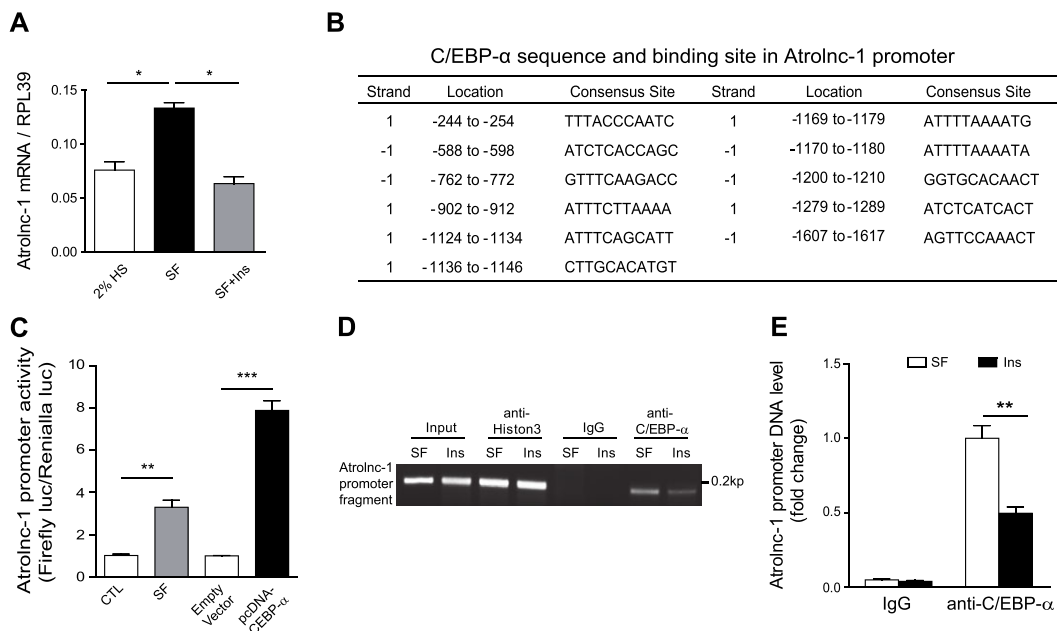 A
Atrolnc-1 mRNA / RPL39
0.15
0.10
0.05
0.00
*
*
2% HS
SF
SF+Ins
B
C/EBP-α sequence and binding site in Atrolnc-1 promoter
Strand Location Consensus Site Strand Location Consensus Site
1 -244 to -254 TTTACCCAATC 1 -1169 to -1179 ATTTTAAAATG
-1 -588 to -598 ATCTCACCAGC -1 -1170 to -1180 ATTTTAAAATA
-1 -762 to -772 GTTTCAAGACC -1 -1200 to -1210 GGTGCACAACT
1 -902 to -912 ATTTCTTAAAA 1 -1279 to -1289 ATCTCATCACT
1 -1124 to -1134 ATTTCAGCATT -1 -1607 to -1617 AGTTCCAAACT
1 -1136 to -1146 CTTGCACATGT
C
Atrolnc-1 promoter activity
(Firefly luc/Renialla luc)
10
8
6
4
2
0
**
***
CTL
SF
Empty
Vector
pcDNA-
CEBP-α
D
Input anti-Histon3 IgG anti-C/EBP-α
SF Ins SF Ins SF Ins SF Ins
Atrolnc-1
promoter
fragment
0.2kp
E
Atrolnc-1 promoter DNA level
(fold change)
1.5
1.0
0.5
0.0
SF Ins
**
IgG anti-C/EBP-α